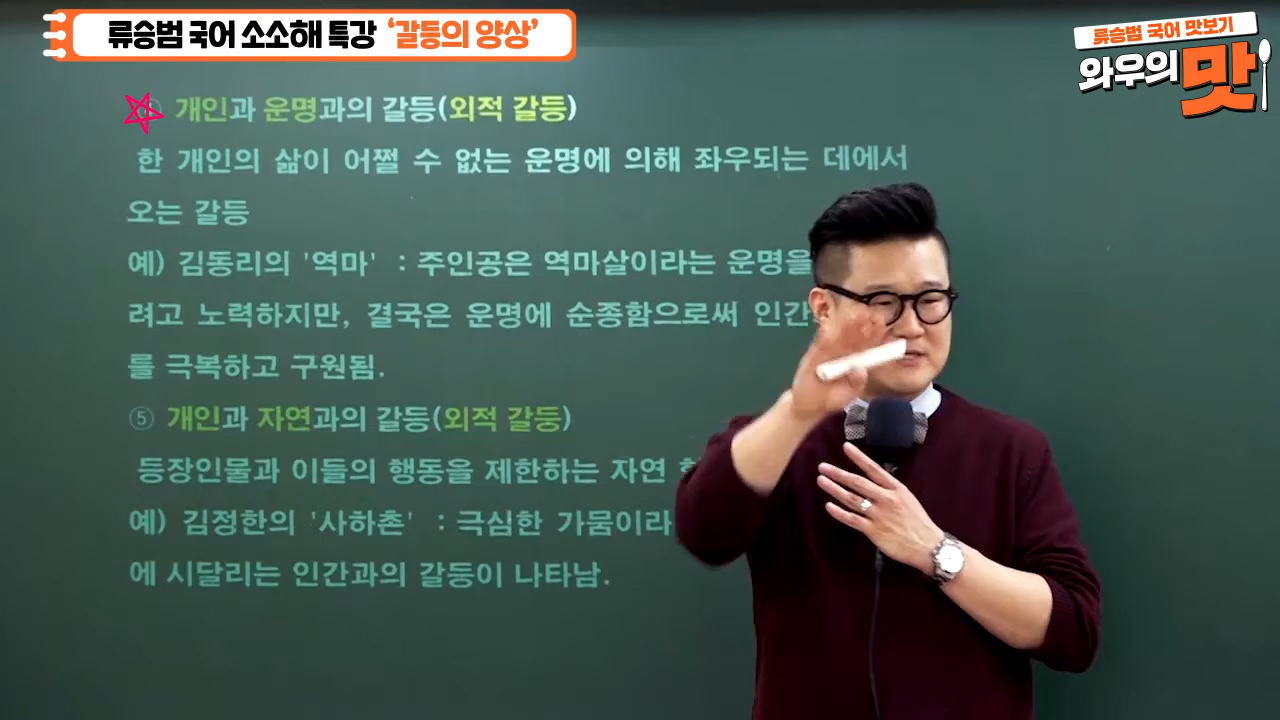 류승범 국어 소소해 특강 '갈등의 양상'
류승범 국어 맛보기
와우의 맛
개인과 운명과의 갈등(외적 갈등)
한 개인의 삶이 어쩔 수 없는 운명에 의해 좌우되는 데에서
오는 갈등
예) 김동리의 '역마' : 주인공은 역마살이라는 운명을
려고 노력하지만, 결국은 운명에 순종함으로써 인간
를 극복하고 구원됨.
⑤ 개인과 자연과의 갈등(외적 갈등)
등장인물과 이들의 행동을 제한하는 자연
예) 김정한의 '사하촌' : 극심한 가뭄이라
에 시달리는 인간과의 갈등이 나타남.